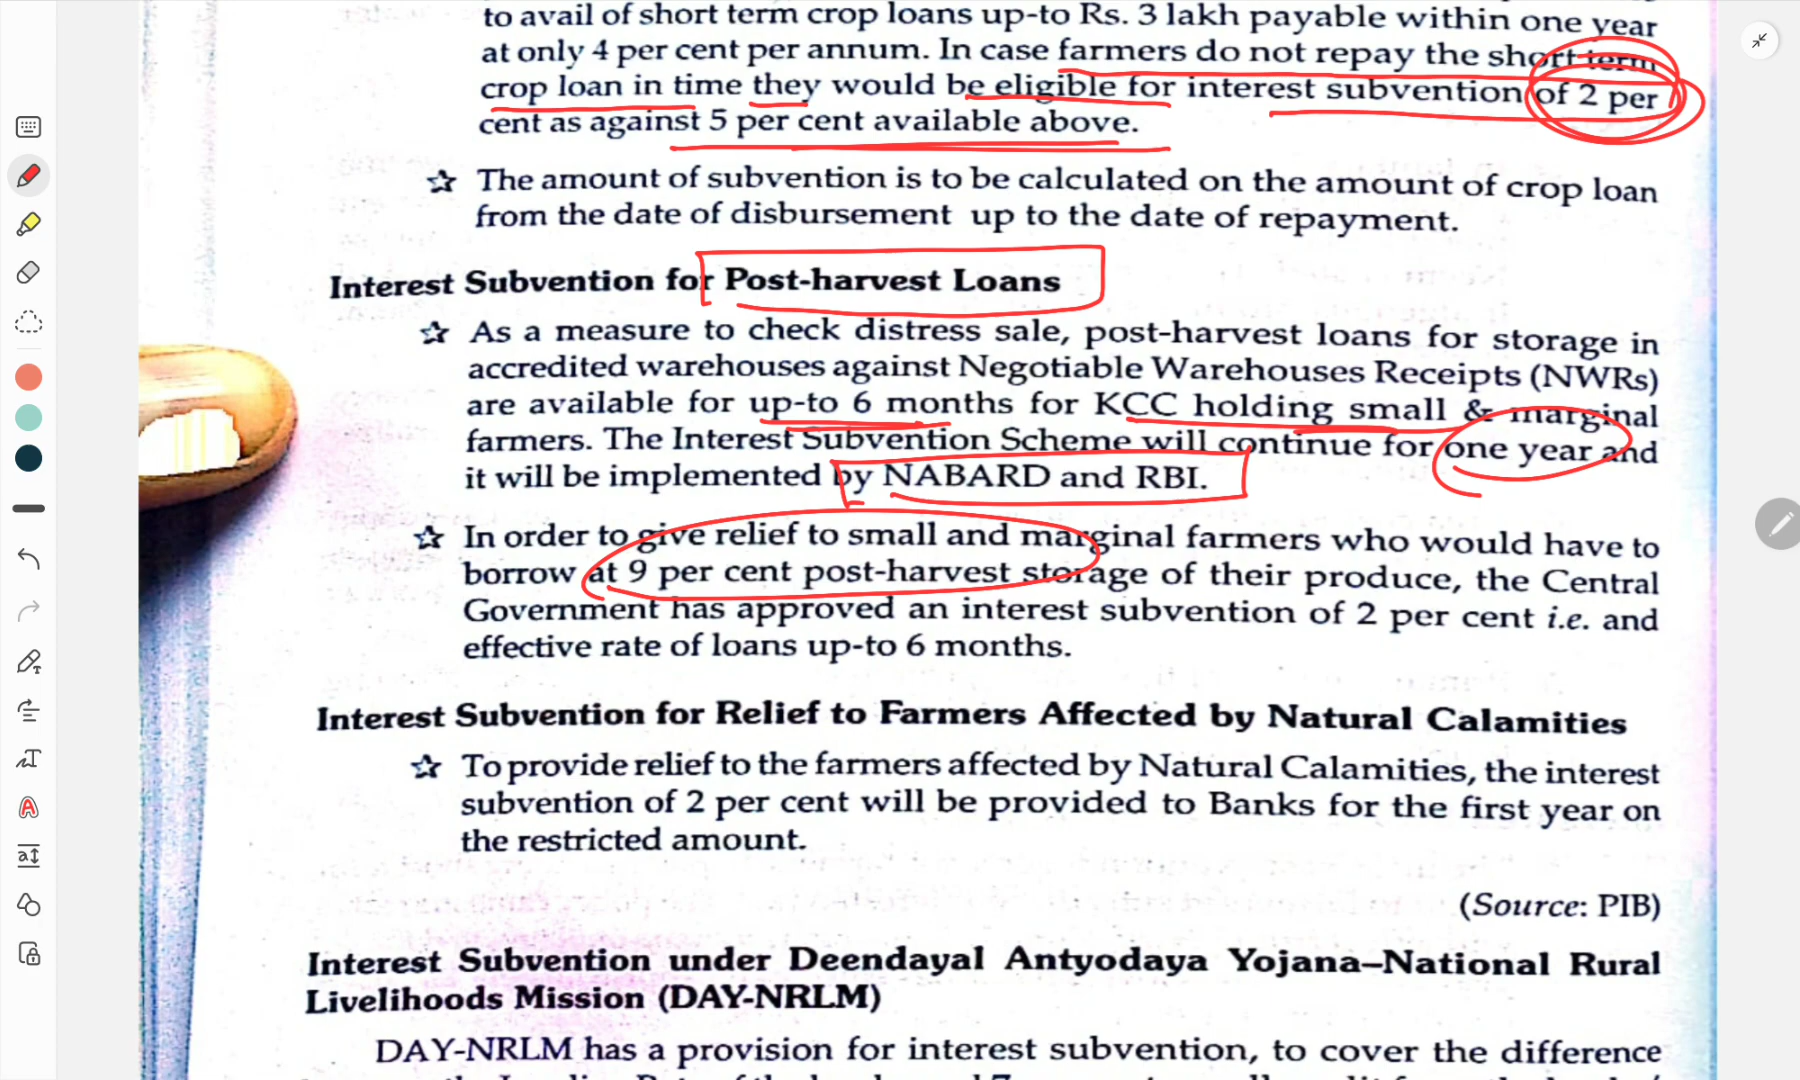 to avail of short term crop loans up-to Rs. 3 lakh payable within one year
at only 4 per cent per annum. In case farmers do not repay the short term
crop loan in time they would be eligible for interest subvention of 2 per
cent as against 5 per cent available above.
☆ The amount of subvention is to be calculated on the amount of crop loan
from the date of disbursement up to the date of repayment.
Interest Subvention for Post-harvest Loans
☆ As a measure to check distress sale, post-harvest loans for storage in
accredited warehouses against Negotiable Warehouses Receipts (NWRs)
are available for up-to 6 months for KCC holding small & marginal
farmers. The Interest Subvention Scheme will continue for one year and
it will be implemented by NABARD and RBI.
☆ In order to give relief to small and marginal farmers who would have to
borrow at 9 per cent post-harvest storage of their produce, the Central
Government has approved an interest subvention of 2 per cent i.e. and
effective rate of loans up-to 6 months.
Interest Subvention for Relief to Farmers Affected by Natural Calamities
☆ To provide relief to the farmers affected by Natural Calamities, the interest
subvention of 2 per cent will be provided to Banks for the first year on
the restricted amount.
(Source: PIB)
Interest Subvention under Deendayal Antyodaya Yojana–National Rural
Livelihoods Mission (DAY-NRLM)
DAY-NRLM has a provision for interest subvention, to cover the difference